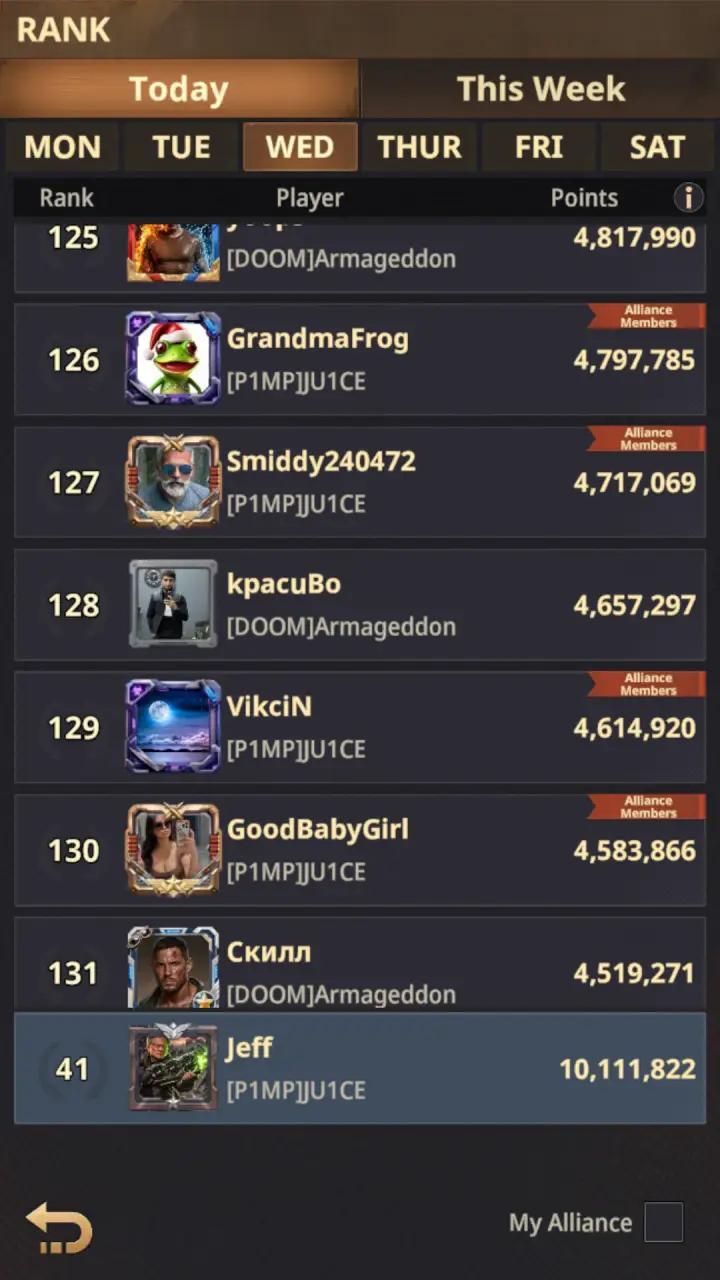 RANK
Today
This Week
MON
TUE
WED
THUR
FRI
SAT
Rank
Player
Points
125
4,817,990
[DOOM]Armageddon
Alliance
Members
126
GrandmaFrog
4,797,785
[P1MP]JU1CE
Alliance
Members
127
Smiddy240472
4,717,069
[P1MP]JU1CE
128
kpacuBo
4,657,297
[DOOM]Armageddon
Alliance
Members
129
VikciN
4,614,920
[P1MP]JU1CE
Alliance
Members
130
GoodBabyGirl
4,583,866
[P1MP]JU1CE
131
Скилл
4,519,271
[DOOM]Armageddon
41
Jeff
10,111,822
[P1MP]JU1CE
My Alliance